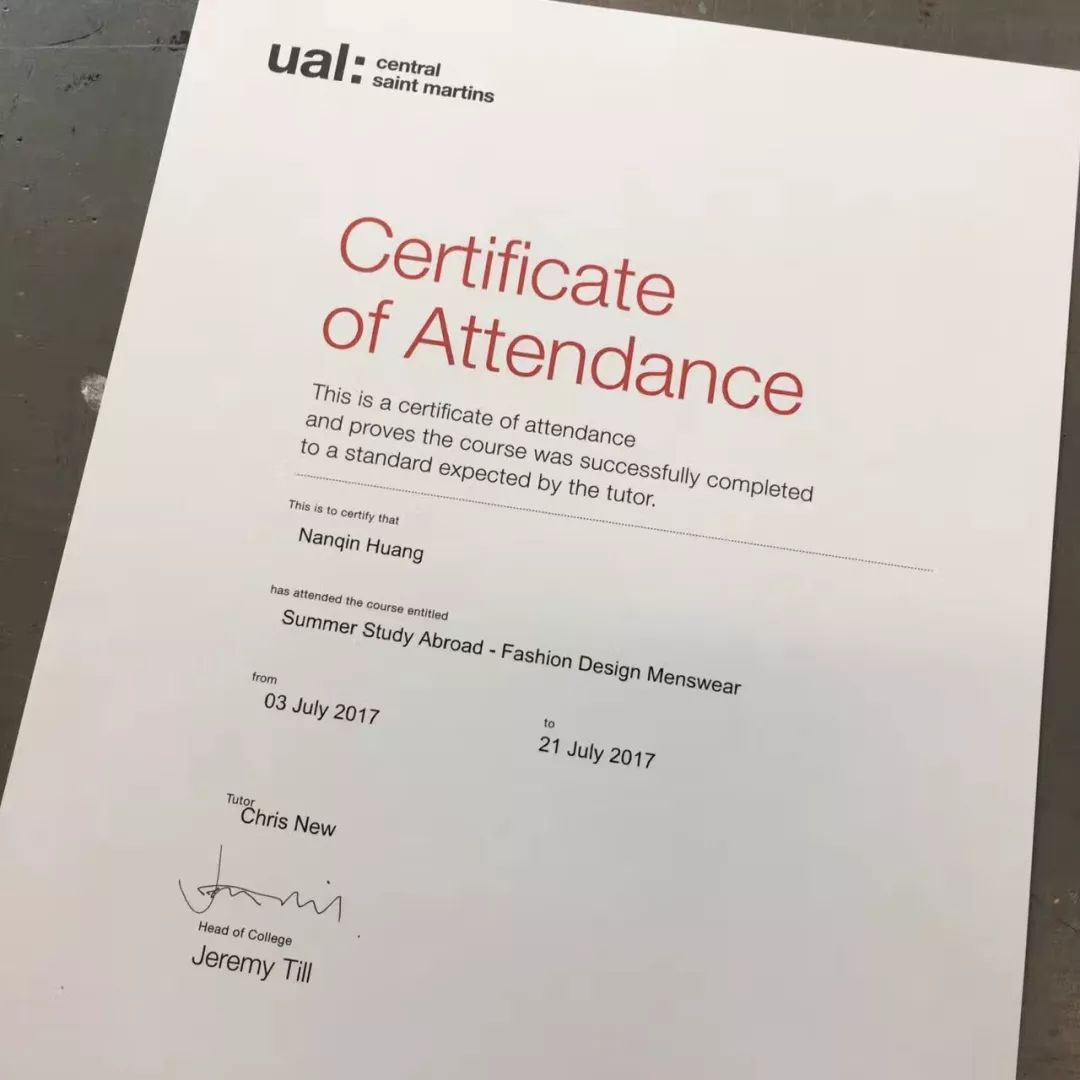 ual: central
saint martins
Certificate
of Attendance
This is a certificate of attendance
and proves the course was successfully completed
to a standard expected by the tutor.
This is to certify that
Nanqin Huang
has attended the course entitled
Summer Study Abroad - Fashion Design Menswear
from
03 July 2017
to
21 July 2017
Tutor
Chris New
Head of College
Jeremy Till